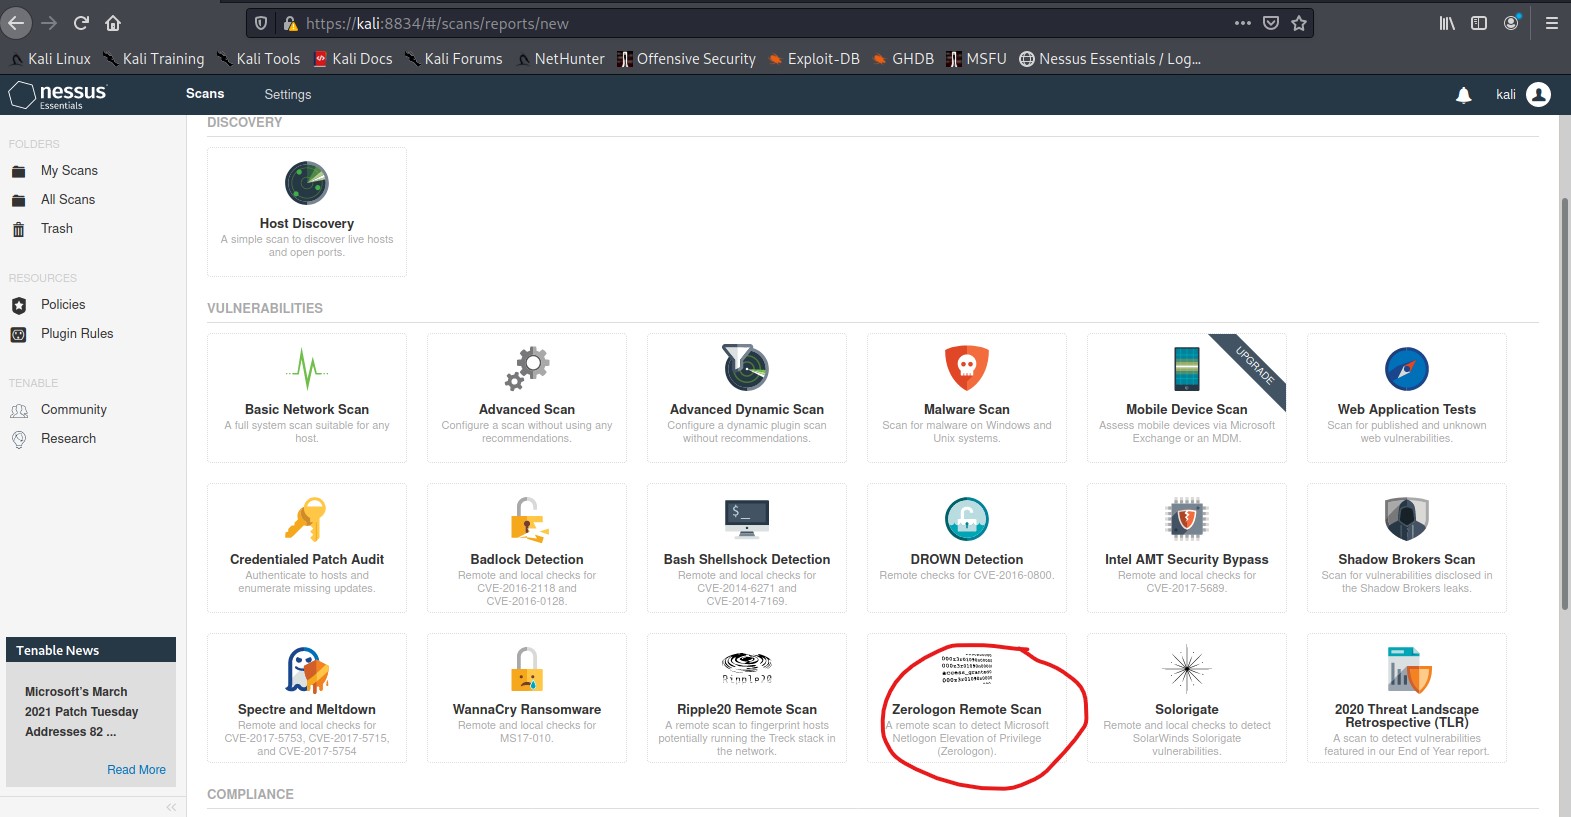 https://kali:8834/#/scans/reports/new
Kali Linux Kali Training Kali Tools Kali Docs Kali Forums NetHunter Offensive Security Exploit-DB GHDB MSFU Nessus Essentials / Log...
nessus
Essentials
Scans Settings kali
FOLDERS
My Scans
All Scans
Trash
RESOURCES
Policies
Plugin Rules
TENABLE
Community
Research
Tenable News
Microsoft's March
2021 Patch Tuesday
Addresses 82 ...
Read More
DISCOVERY
Host Discovery
A simple scan to discover live hosts
and open ports.
VULNERABILITIES
Basic Network Scan
A full system scan suitable for any
host.
Advanced Scan
Configure a scan without using any
recommendations.
Advanced Dynamic Scan
Configure a dynamic plugin scan
without recommendations.
Malware Scan
Scan for malware on Windows and
Unix systems.
UPGRADE
Mobile Device Scan
Assess mobile devices via Microsoft
Exchange or an MDM.
Web Application Tests
Scan for published and unknown
web vulnerabilities.
Credentialed Patch Audit
Authenticate to hosts and
enumerate missing updates.
Badlock Detection
Remote and local checks for
CVE-2016-2118 and
CVE-2016-0128.
$_
Bash Shellshock Detection
Remote and local checks for
CVE-2014-6271 and
CVE-2014-7169.
DROWN Detection
Remote checks for CVE-2016-0800.
Intel AMT Security Bypass
Remote and local checks for
CVE-2017-5689.
Shadow Brokers Scan
Scan for vulnerabilities disclosed in
the Shadow Brokers leaks.
Spectre and Meltdown
Remote and local checks for
CVE-2017-5753, CVE-2017-5715,
and CVE-2017-5754
WannaCry Ransomware
Remote and local checks for
MS17-010.
Ripple20
Ripple20 Remote Scan
A remote scan to fingerprint hosts
potentially running the Treck stack in
the network.
Zerologon Remote Scan
A remote scan to detect Microsoft
Netlogon Elevation of Privilege
(Zerologon).
Solorigate
Remote and local checks to detect
SolarWinds Solorigate
vulnerabilities.
2020 Threat Landscape
Retrospective (TLR)
A scan to detect vulnerabilities
featured in our End of Year report.
COMPLIANCE